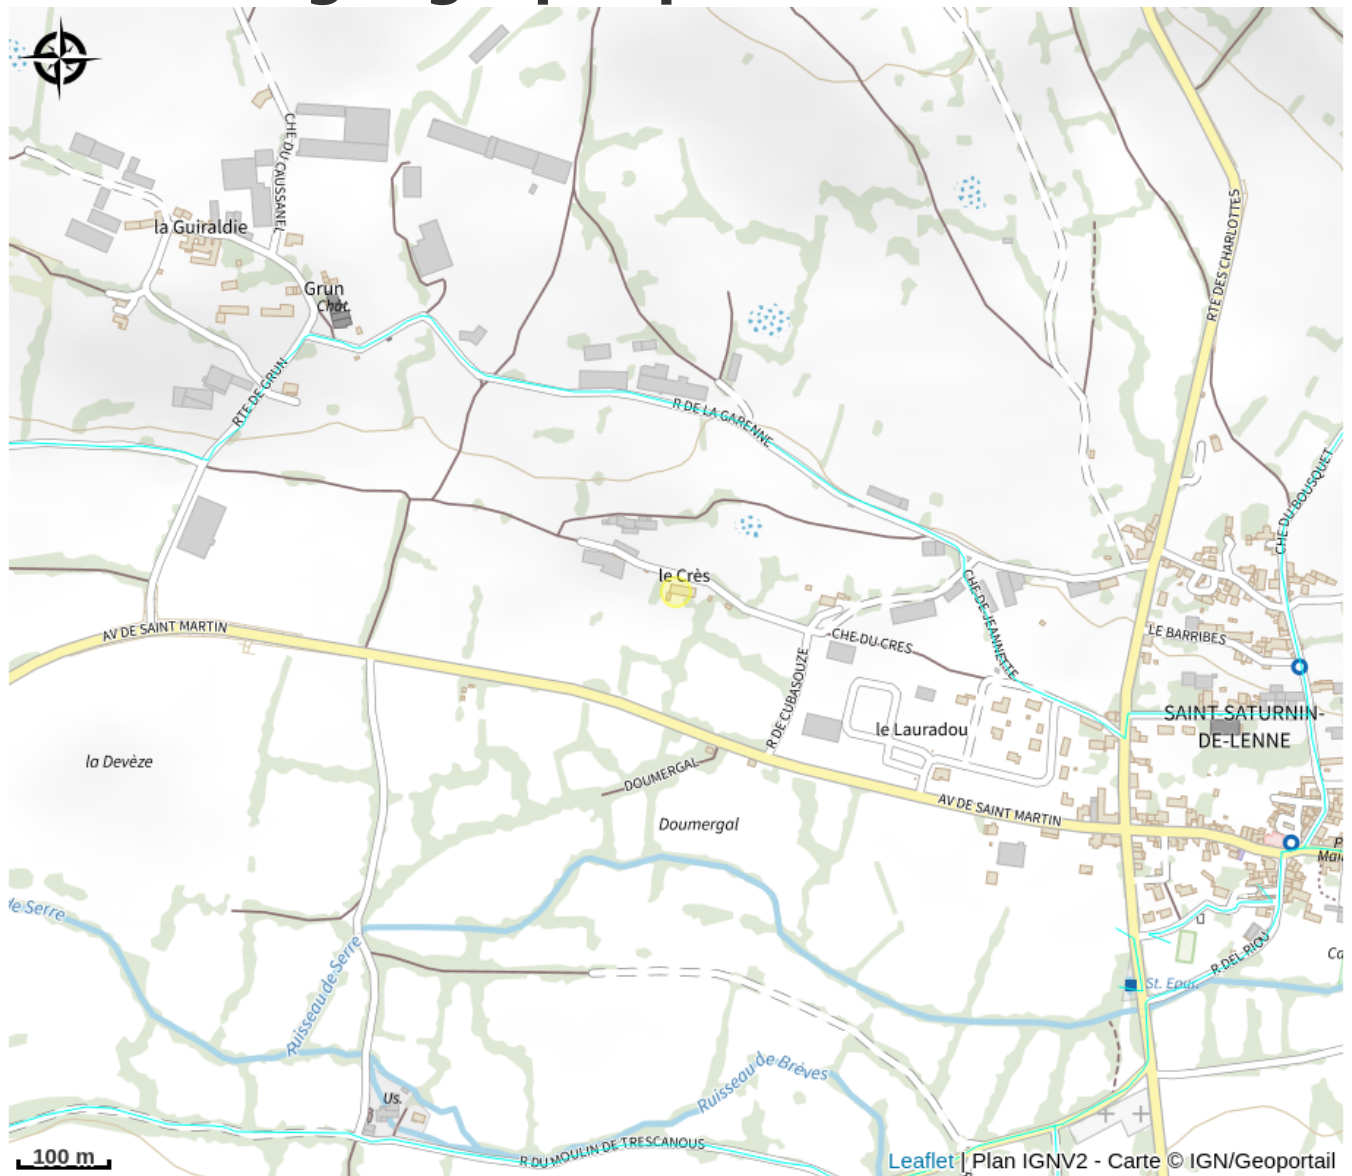 CHE DU CAUSSANEL
la Guiraldie
RTE DES CHARLOTTES
Grun
Chât.
RTE DE GRUN
R DE LA GARENNE
CHE DU BOUSQUET
le Crès
CHE DE JEANNETTE
AV DE SAINT MARTIN
LE BARRIBES
CHE DU CRES
R DE CUBASOUZE
SAINT SATURNIN-
DE-LENNE
le Lauradou
la Devèze
DOUMERGAL
AV DE SAINT MARTIN
Doumergal
de Serre
Ruisseau de Serre
R DEL RIOU
St. Epur.
Ruisseau de Brèves
Us.
R DU MOULIN DE TRESCANOUS
100 m
Leaflet | Plan IGNV2 - Carte © IGN/Geoportail